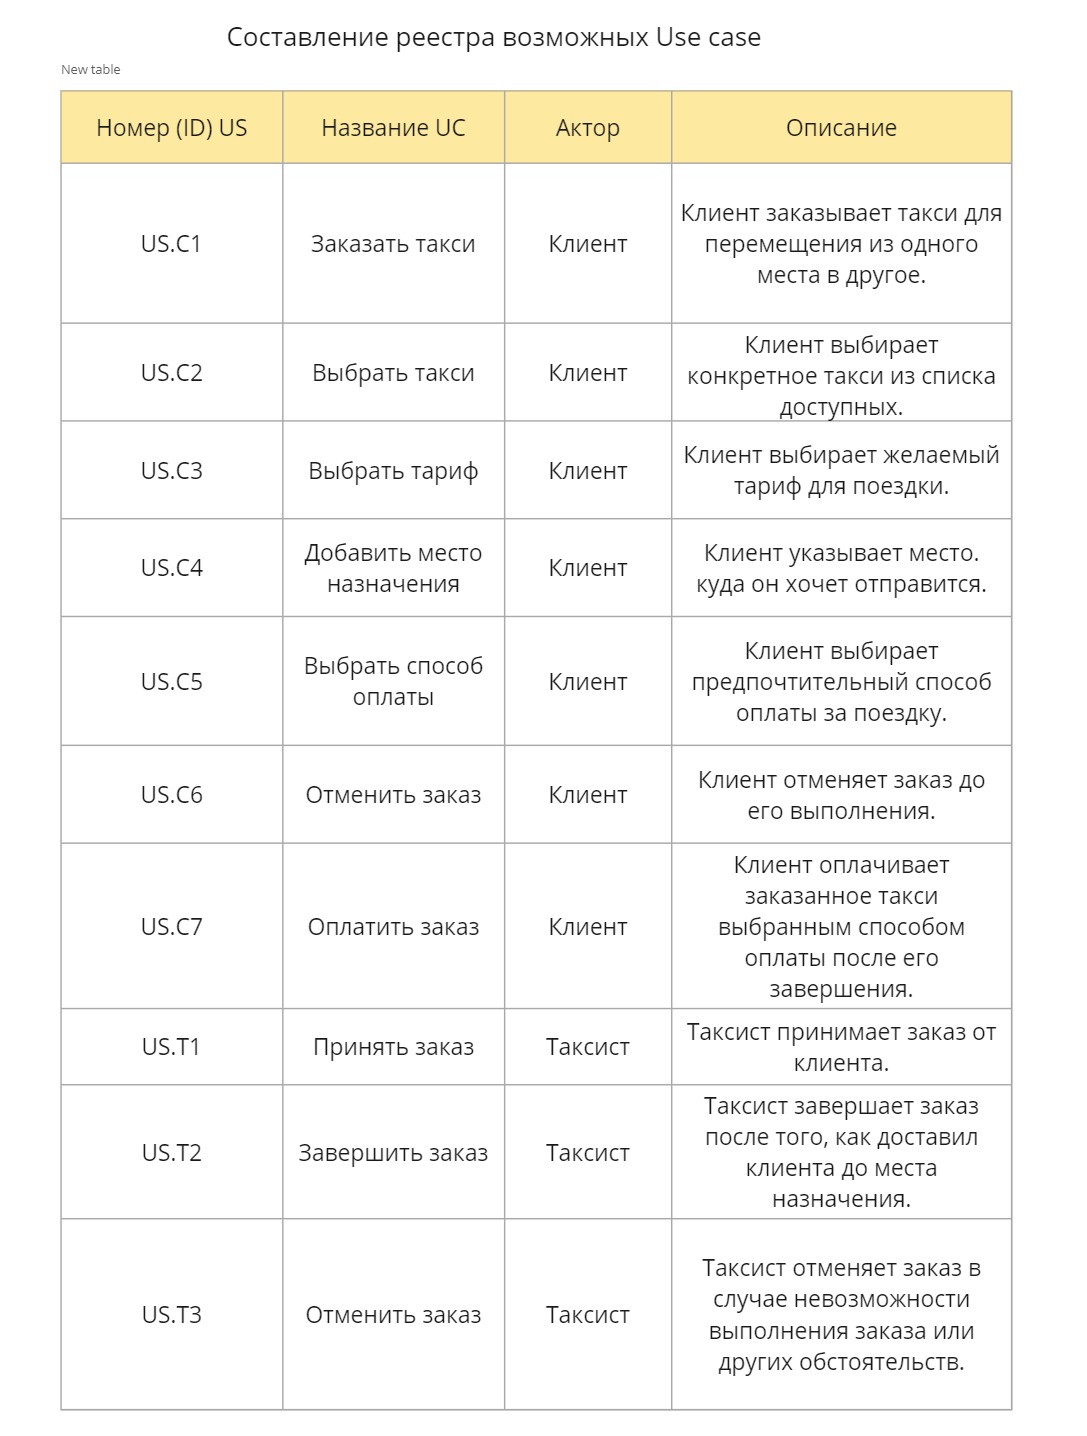 Составление реестра возможных Use case
New table
Номер (ID) US
Название UC
Актор
Описание
US.C1
Заказать такси
Клиент
Клиент заказывает такси для
перемещения из одного
места в другое.
US.C2
Выбрать такси
Клиент
Клиент выбирает
конкретное такси из списка
доступных.
US.C3
Выбрать тариф
Клиент
Клиент выбирает желаемый
тариф для поездки.
US.C4
Добавить место
назначения
Клиент
Клиент указывает место.
куда он хочет отправится.
US.C5
Выбрать способ
оплаты
Клиент
Клиент выбирает
предпочтительный способ
оплаты за поездку.
US.C6
Отменить заказ
Клиент
Клиент отменяет заказ до
его выполнения.
US.C7
Оплатить заказ
Клиент
Клиент оплачивает
заказанное такси
выбранным способом
оплаты после его
завершения.
US.T1
Принять заказ
Таксист
Таксист принимает заказ от
клиента.
US.T2
Завершить заказ
Таксист
Таксист завершает заказ
после того, как доставил
клиента до места
назначения.
US.T3
Отменить заказ
Таксист
Таксист отменяет заказ в
случае невозможности
выполнения заказа или
других обстоятельств.